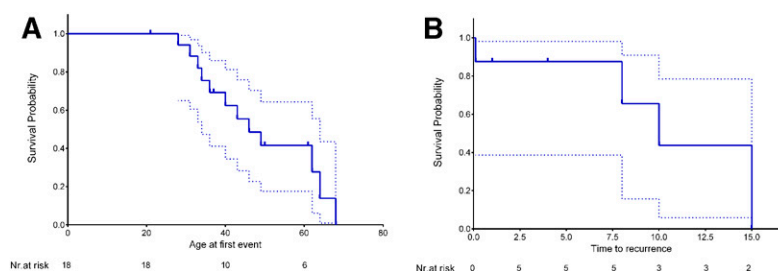 A
Survival Probability
1.0
0.8
0.6
0.4
0.2
0.0
0 20 40 60 80
Age at first event
Nr.at risk 18 18 10 6
B
Survival Probability
1.0
0.8
0.6
0.4
0.2
0.0
0.0 2.5 5.0 7.5 10.0 12.5 15.0
Time to recurrence
Nr.at risk 0 5 5 5 3 3 2